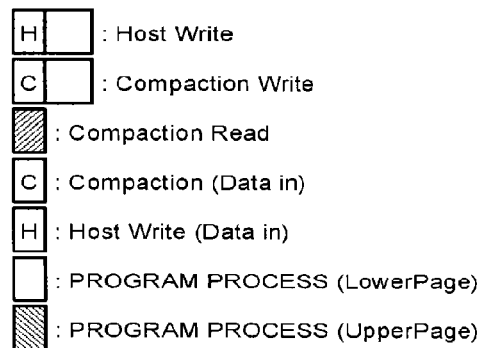 H : Host Write
C : Compaction Write
: Compaction Read
C : Compaction (Data in)
H : Host Write (Data in)
: PROGRAM PROCESS (LowerPage)
: PROGRAM PROCESS (UpperPage)